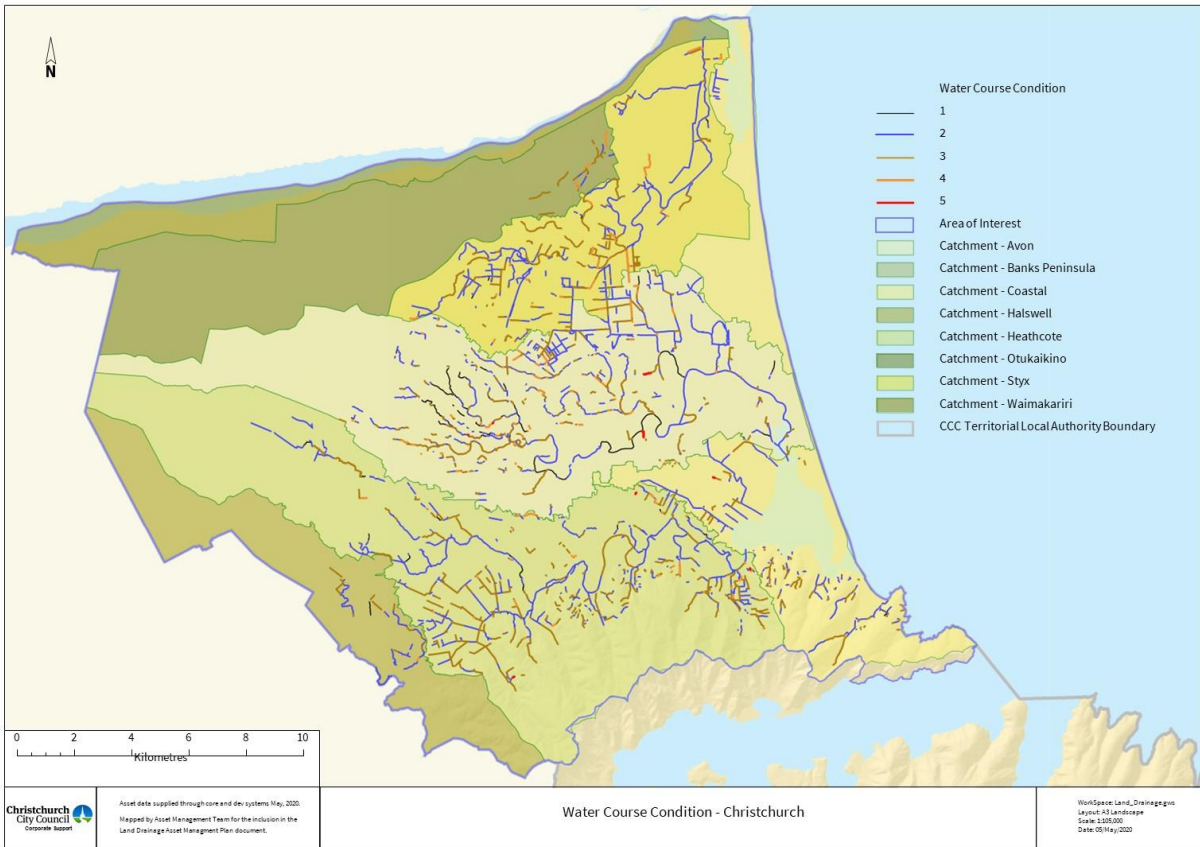 N
Water Course Condition
1
2
3
4
5
Area of Interest
Catchment - Avon
Catchment - Banks Peninsula
Catchment - Coastal
Catchment - Halswell
Catchment - Heathcote
Catchment - Otukaikino
Catchment - Styx
Catchment - Waimakariri
CCC Territorial Local Authority Boundary
0 2 4 6 8 10
Kilometres
Christchurch
City Council
Corporate Support
Asset data supplied through core and dev systems May, 2020.
Mapped by Asset Management Team for the inclusion in the
Land Drainage Asset Managment Plan document.
Water Course Condition - Christchurch
WorkSpace: Land_Drainage.gws
Layout: A3 Landscape
Scale: 1:105,000
Date: 05/May/2020